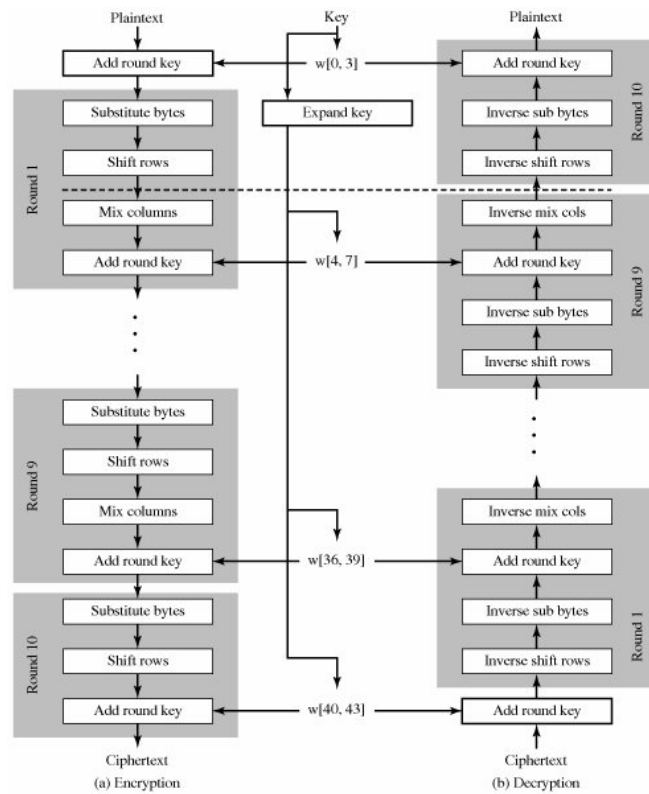 Plaintext
Key
Plaintext
Add round key
w[0, 3]
Add round key
Substitute bytes
Expand key
Inverse sub bytes
Shift rows
Inverse shift rows
Round 1
Round 10
Mix columns
Inverse mix cols
Add round key
w[4, 7]
Add round key
Inverse sub bytes
Inverse shift rows
Round 9
Substitute bytes
Shift rows
Mix columns
Inverse mix cols
Add round key
w[36, 39]
Add round key
Round 9
Substitute bytes
Inverse sub bytes
Shift rows
Inverse shift rows
Round 1
Add round key
w[40, 43]
Add round key
Round 10
Ciphertext
Ciphertext
(a) Encryption
(b) Decryption